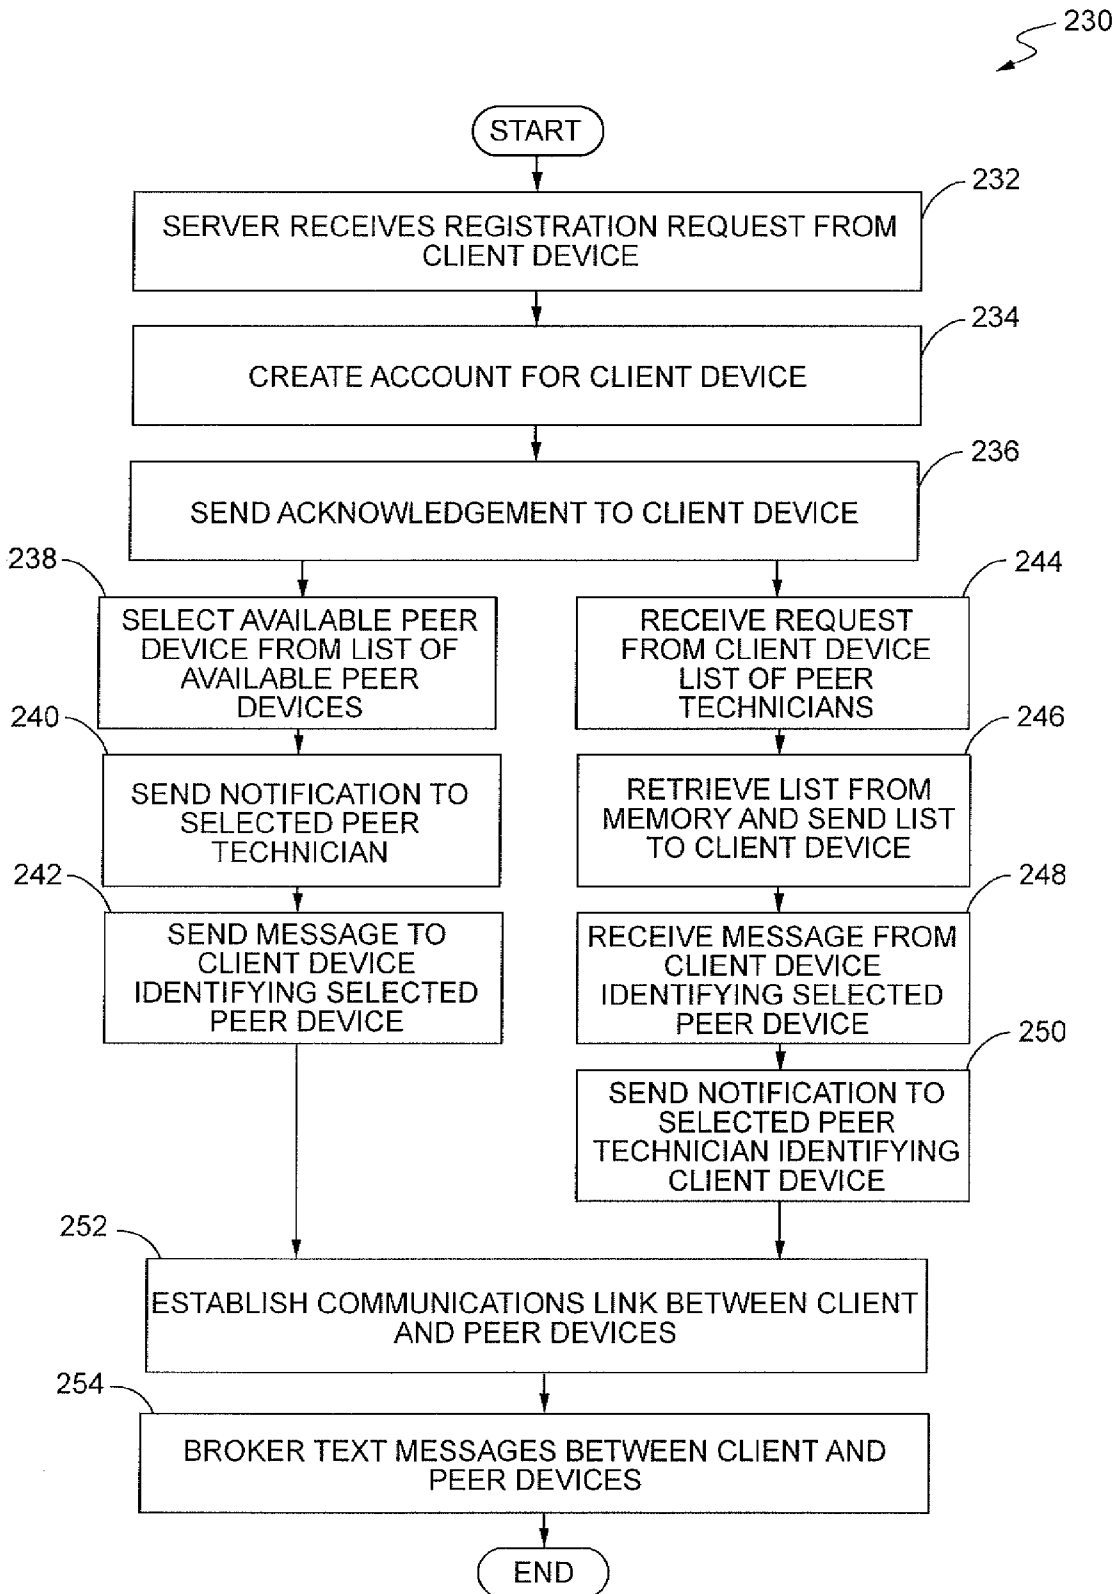 230
START
232
SERVER RECEIVES REGISTRATION REQUEST FROM
CLIENT DEVICE
234
CREATE ACCOUNT FOR CLIENT DEVICE
236
SEND ACKNOWLEDGEMENT TO CLIENT DEVICE
238
SELECT AVAILABLE PEER
DEVICE FROM LIST OF
AVAILABLE PEER
DEVICES
240
SEND NOTIFICATION TO
SELECTED PEER
TECHNICIAN
242
SEND MESSAGE TO
CLIENT DEVICE
IDENTIFYING SELECTED
PEER DEVICE
244
RECEIVE REQUEST
FROM CLIENT DEVICE
LIST OF PEER
TECHNICIANS
246
RETRIEVE LIST FROM
MEMORY AND SEND LIST
TO CLIENT DEVICE
248
RECEIVE MESSAGE FROM
CLIENT DEVICE
IDENTIFYING SELECTED
PEER DEVICE
250
SEND NOTIFICATION TO
SELECTED PEER
TECHNICIAN IDENTIFYING
CLIENT DEVICE
252
ESTABLISH COMMUNICATIONS LINK BETWEEN CLIENT
AND PEER DEVICES
254
BROKER TEXT MESSAGES BETWEEN CLIENT AND
PEER DEVICES
END